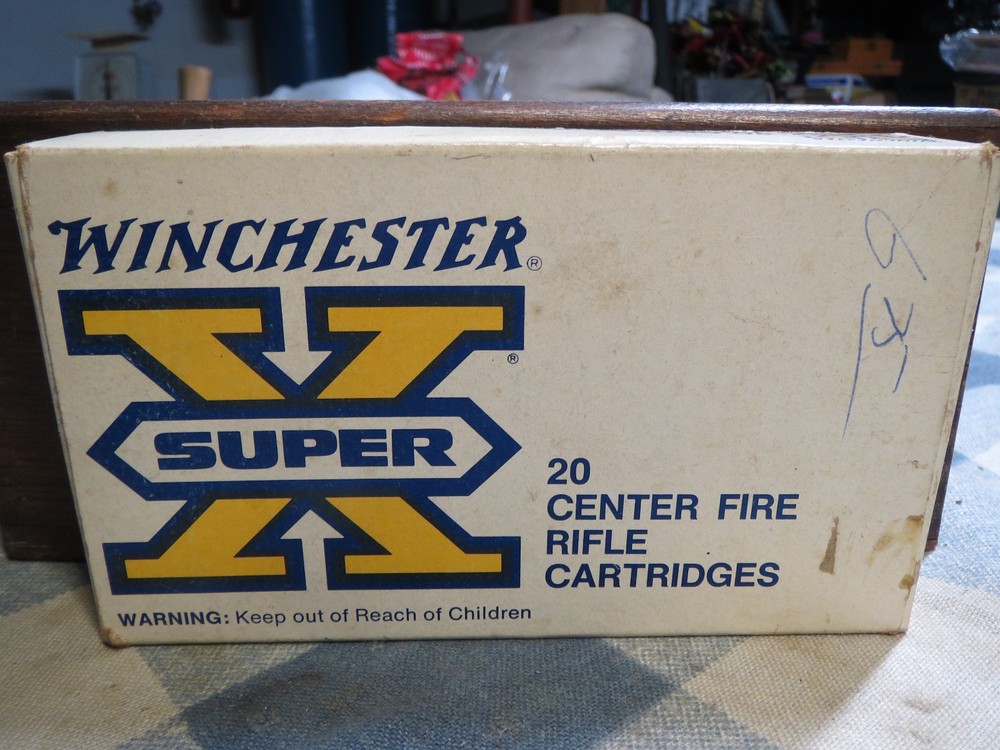 WINCHESTER®
SUPER X®
20
CENTER FIRE
RIFLE
CARTRIDGES
WARNING: Keep out of Reach of Children